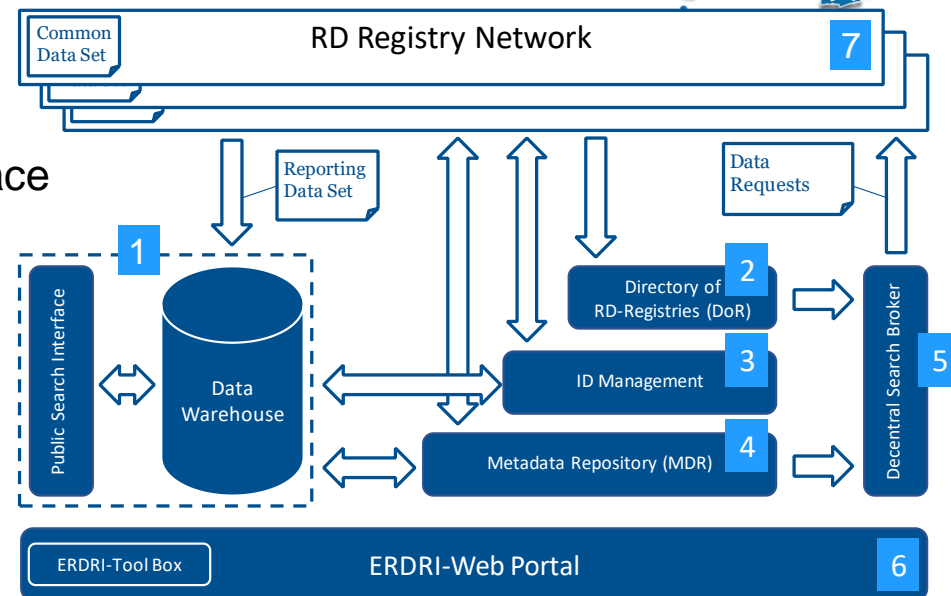 Common
Data Set
RD Registry Network
7
Reporting
Data Set
Data
Requests
1
2
Directory of
RD-Registries (DoR)
Public Search Interface
Data
Warehouse
3
ID Management
4
Metadata Repository (MDR)
Decentral Search Broker
5
ERDRI-Tool Box
ERDRI-Web Portal
6